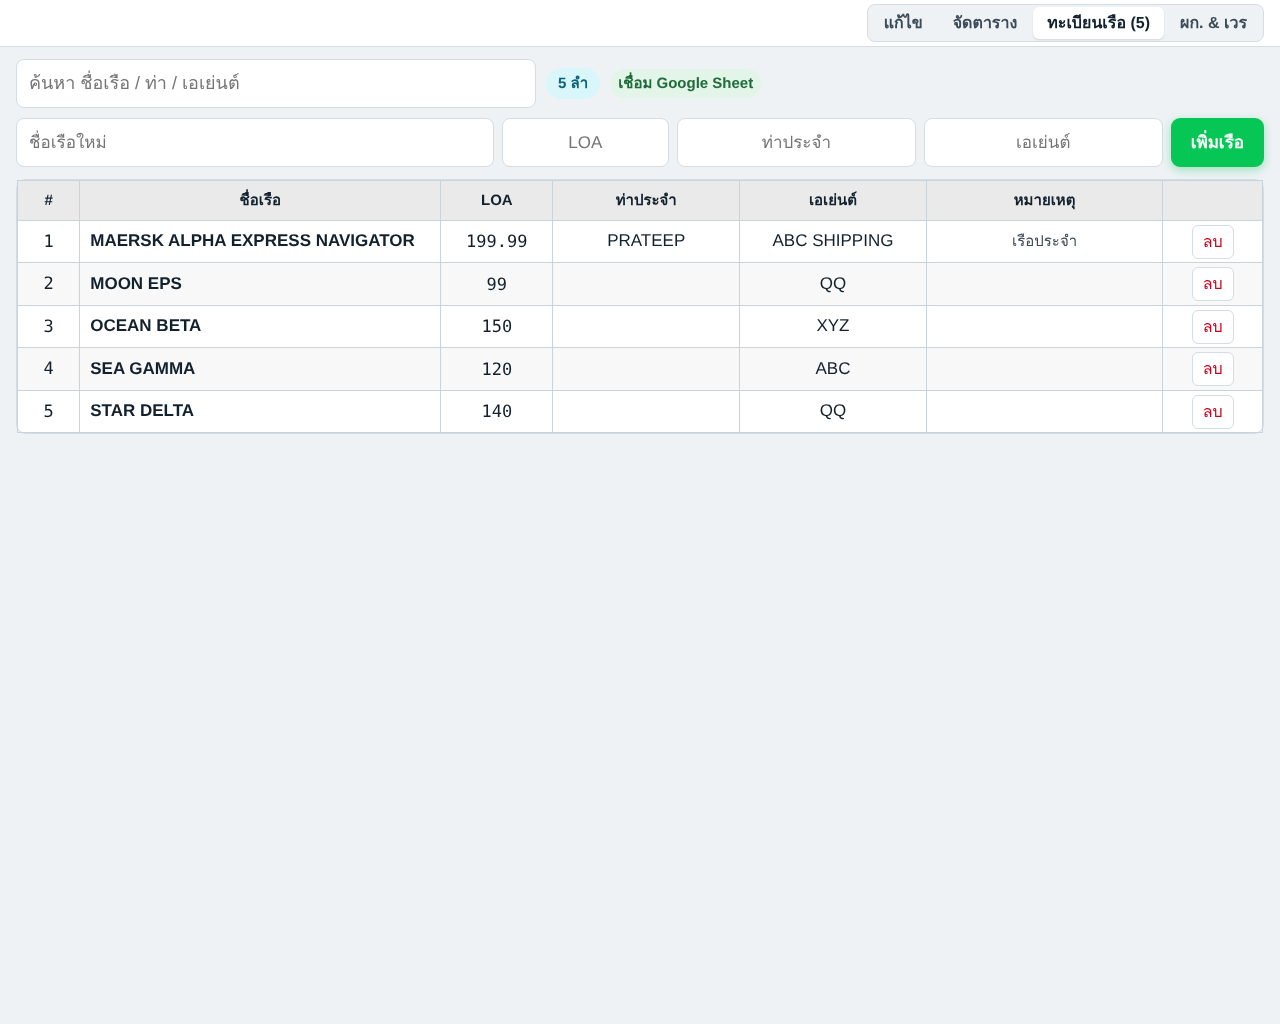 แก้ไข จัดตาราง ทะเบียนเรือ (5) ผก. & เวร
ค้นหา ชื่อเรือ / ท่า / เอเย่นต์ 5 ลำ เชื่อม Google Sheet
ชื่อเรือใหม่ LOA ท่าประจำ เอเย่นต์ เพิ่มเรือ
# ชื่อเรือ LOA ท่าประจำ เอเย่นต์ หมายเหตุ
1 MAERSK ALPHA EXPRESS NAVIGATOR 199.99 PRATEEP ABC SHIPPING เรือประจำ ลบ
2 MOON EPS 99 QQ ลบ
3 OCEAN BETA 150 XYZ ลบ
4 SEA GAMMA 120 ABC ลบ
5 STAR DELTA 140 QQ ลบ